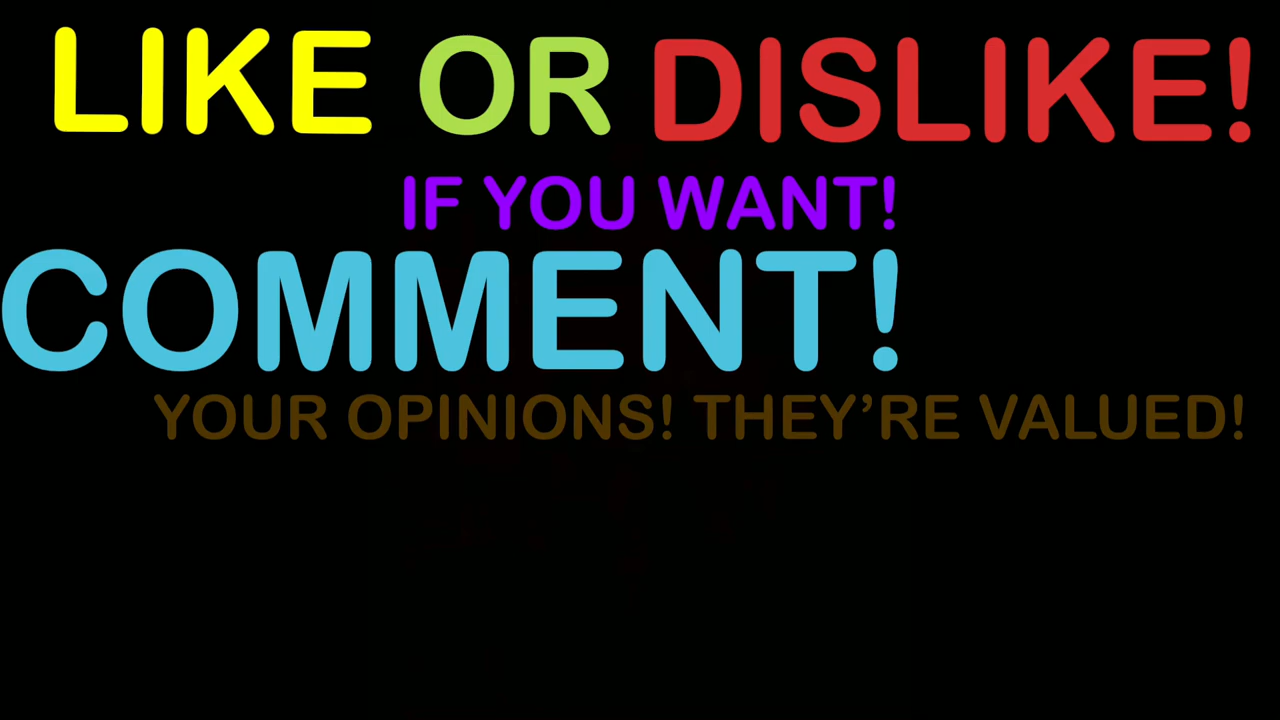 LIKE OR DISLIKE!
IF YOU WANT!
COMMENT!
YOUR OPINIONS! THEY’RE VALUED!